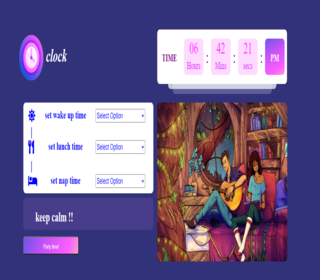 clock
TIME 06 : 42 : 21 : PM
Hours Mins secs
set wake up time Select Option
set lunch time Select Option
set nap time Select Option
keep calm !!
Party time!